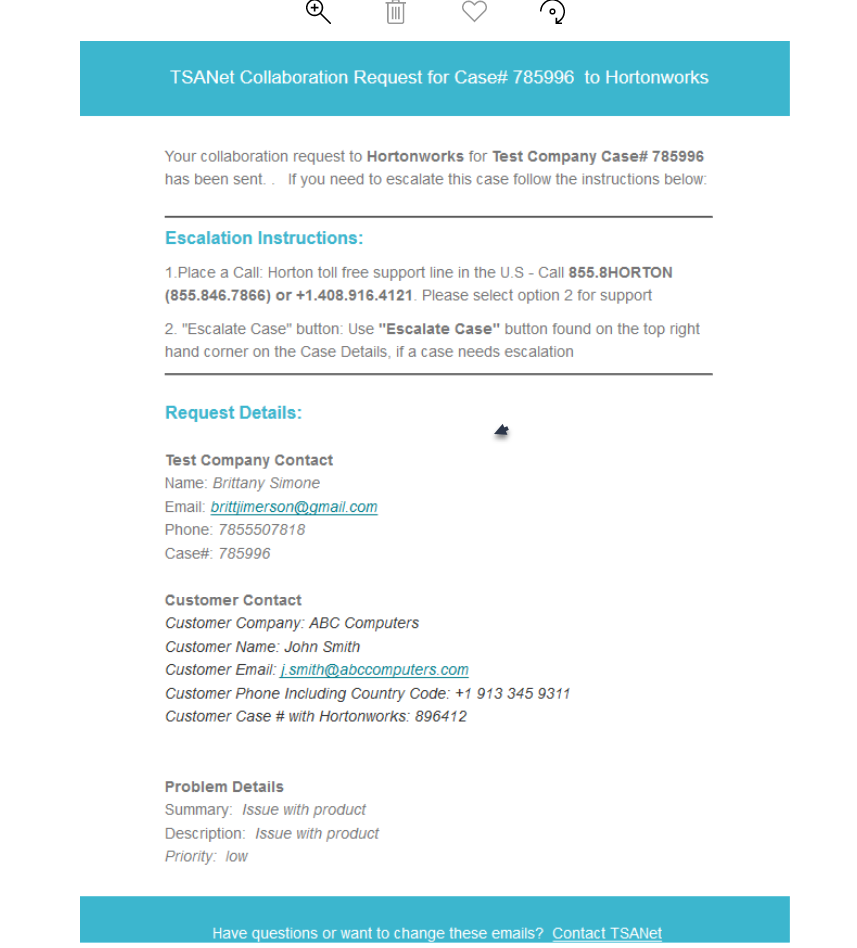 TSANet Collaboration Request for Case# 785996 to Hortonworks
Your collaboration request to Hortonworks for Test Company Case# 785996
has been sent. . If you need to escalate this case follow the instructions below:
Escalation Instructions:
1.Place a Call: Horton toll free support line in the U.S - Call 855.8HORTON
(855.846.7866) or +1.408.916.4121. Please select option 2 for support
2. "Escalate Case" button: Use "Escalate Case" button found on the top right
hand corner on the Case Details, if a case needs escalation
Request Details:
Test Company Contact
Name: Brittany Simone
Email: brittjimerson@gmail.com
Phone: 7855507818
Case#: 785996
Customer Contact
Customer Company: ABC Computers
Customer Name: John Smith
Customer Email: j.smith@abccomputers.com
Customer Phone Including Country Code: +1 913 345 9311
Customer Case # with Hortonworks: 896412
Problem Details
Summary: Issue with product
Description: Issue with product
Priority: low
Have questions or want to change these emails? Contact TSANet